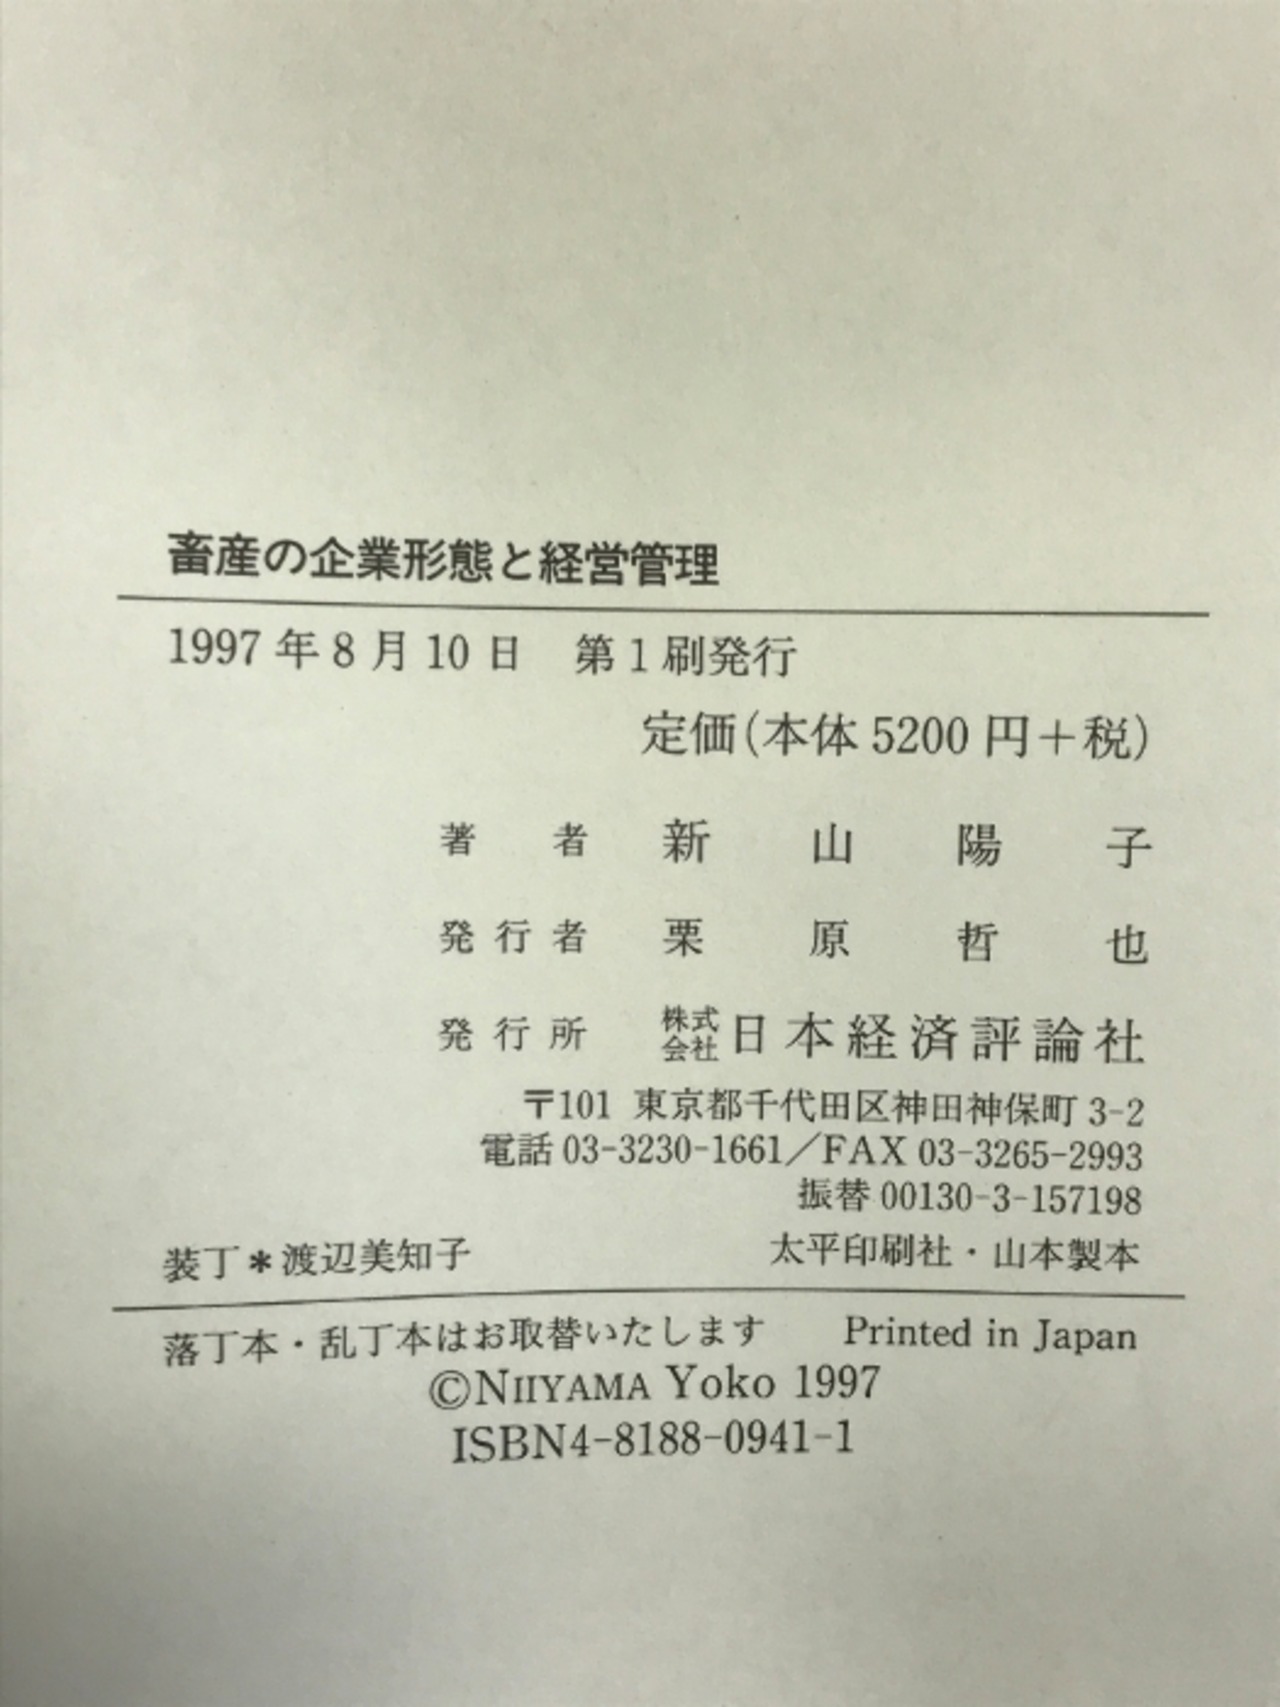 畜産の企業形態と経営管理
1997年8月10日 第1刷発行
定価(本体5200円+税)
著者 新山陽子
発行者 栗原哲也
発行所 株式会社日本経済評論社
〒101 東京都千代田区神田神保町3-2
電話03-3230-1661/FAX 03-3265-2993
振替00130-3-157198
装丁*渡辺美知子 太平印刷社・山本製本
落丁本・乱丁本はお取替いたします Printed in Japan
©NIIYAMA Yoko 1997
ISBN4-8188-0941-1